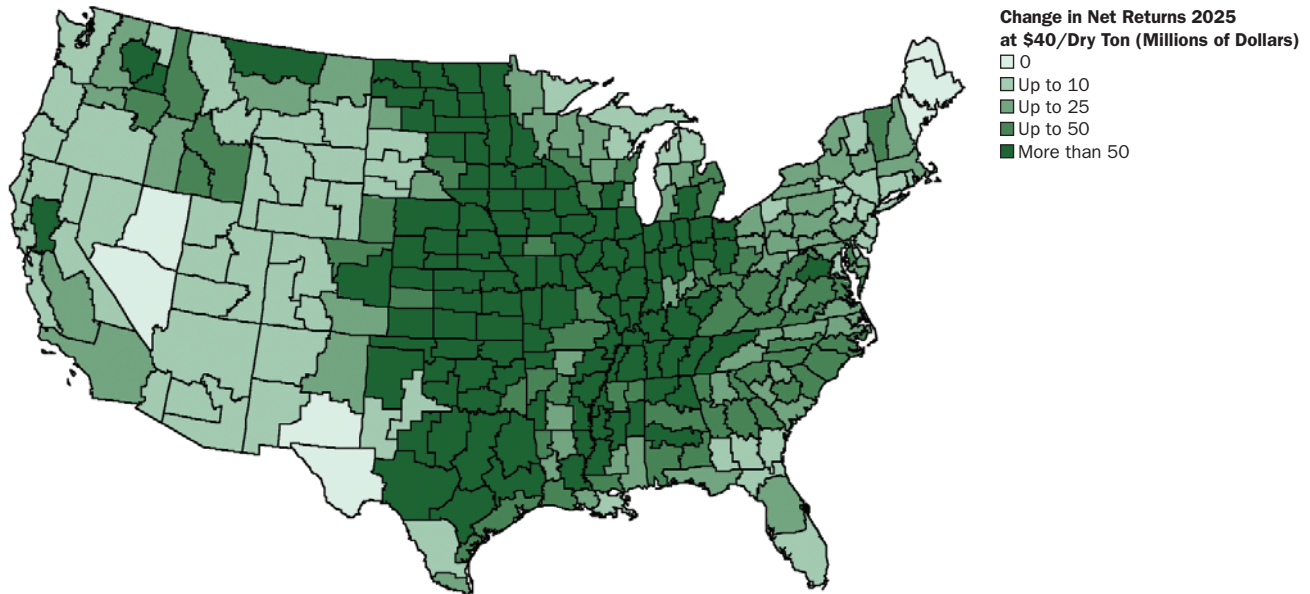 Change in Net Returns 2025
at $40/Dry Ton (Millions of Dollars)
0
Up to 10
Up to 25
Up to 50
More than 50